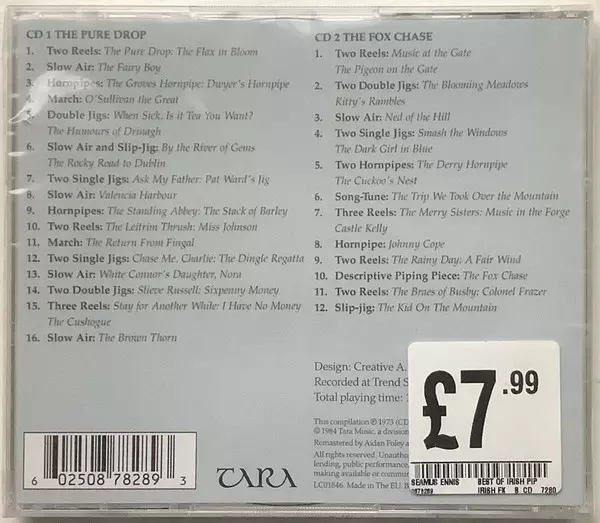 CD 1 THE PURE DROP
1. Two Reels: The Pure Drop: The Flax in Bloom
2. Slow Air: The Fairy Boy
3. Hornpipes: The Groves Hornpipe: Dwyer's Hornpipe
4. March: O'Sullivan the Great
5. Double Jigs: When Sick, Is it Tea You Want?
The Humours of Drinagh
6. Slow Air and Slip-Jig: By the River of Gems
The Rocky Road to Dublin
7. Two Single Jigs: Ask My Father: Pat Ward's Jig
8. Slow Air: Valencia Harbour
9. Hornpipes: The Standing Abbey: The Stack of Barley
10. Two Reels: The Leitrim Thrush: Miss Johnson
11. March: The Return From Fingal
12. Two Single Jigs: Chase Me, Charlie: The Dingle Regatta
13. Slow Air: White Connor's Daughter, Nora
14. Two Double Jigs: Slieve Russell: Sixpenny Money
15. Three Reels: Stay for Another While: I Have No Money
The Cushogue
16. Slow Air: The Brown Thorn
CD 2 THE FOX CHASE
1. Two Reels: Music at the Gate
The Pigeon on the Gate
2. Two Double Jigs: The Blooming Meadows
Kitty's Rambles
3. Slow Air: Ned of the Hill
4. Two Single Jigs: Smash the Windows
The Dark Girl in Blue
5. Two Hornpipes: The Derry Hornpipe
The Cuckoo's Nest
6. Song-Tune: The Trip We Took Over the Mountain
7. Three Reels: The Merry Sisters: Music in the Forge
Castle Kelly
8. Hornpipe: Johnny Cope
9. Two Reels: The Rainy Day: A Fair Wind
10. Descriptive Piping Piece: The Fox Chase
11. Two Reels: The Braes of Busby: Colonel Frazer
12. Slip-jig: The Kid On The Mountain
Design: Creative A.
Recorded at Trend S
Total playing time:
This compilation ℗ 1973 (CD
© 1984 Tara Music. a division
Remastered by Aidan Foley a
All rights reserved. Unautho
lending, public performance,
making available or commerc
LC01846. Made in The EU.
6 02508 78289 3
TARA
£7.99
SEAMUS ENNIS BEST OF IRISH PIP
IRISH FK 8 CD 7280